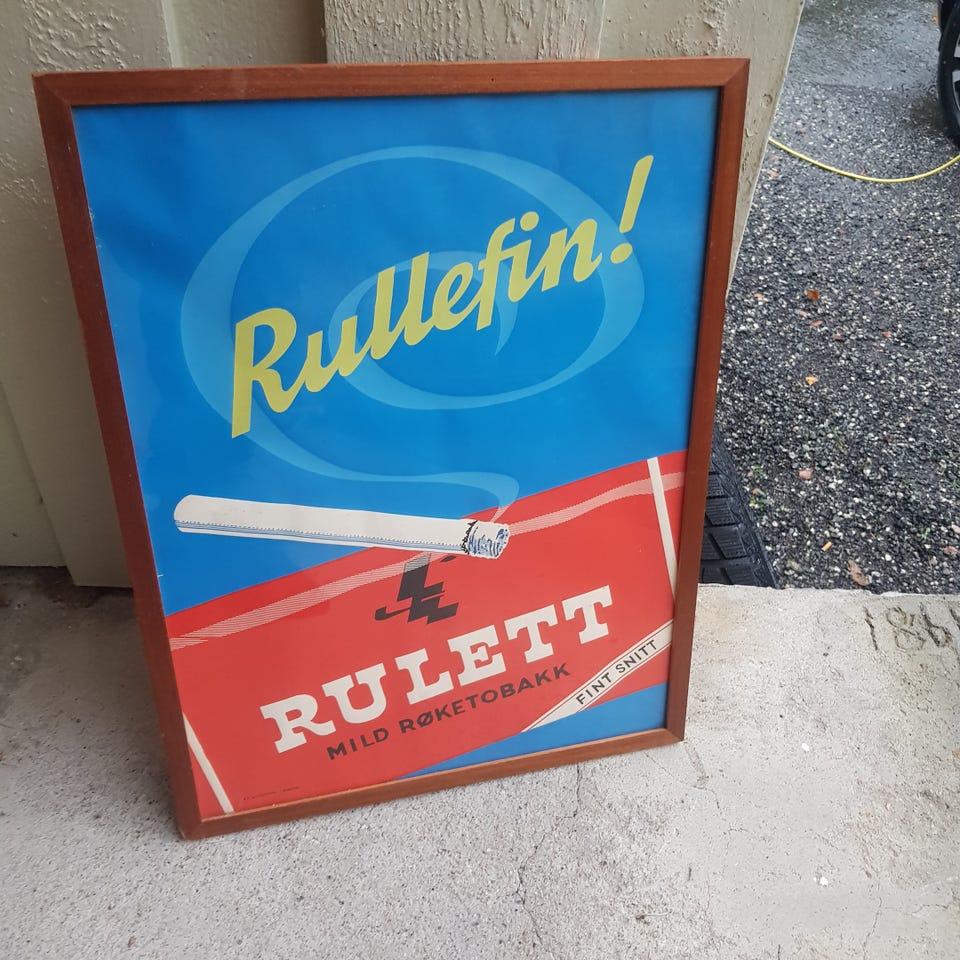 Rullefin!
RULETT
MILD RØKETOBAKK
FINT SNITT